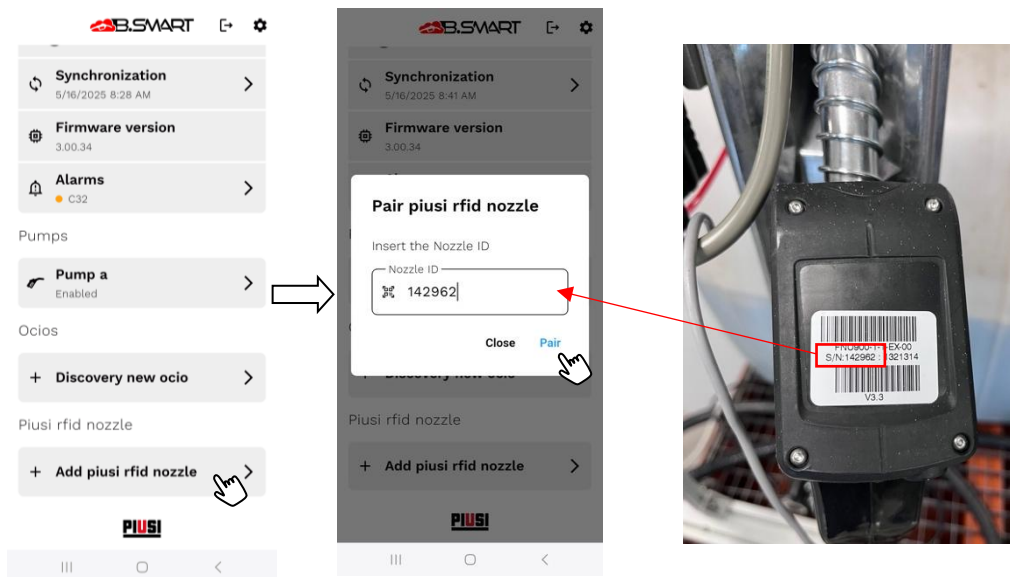 B.SMART
Synchronization
5/16/2025 8:28 AM
Firmware version
3.00.34
Alarms
C32
Pumps
Pump a
Enabled
Ocios
+ Discovery new ocio
Piusi rfid nozzle
+ Add piusi rfid nozzle
PIUSI
B.SMART
Synchronization
5/16/2025 8:41 AM
Firmware version
3.00.34
Pair piusi rfid nozzle
Insert the Nozzle ID
Nozzle ID
142962
Close Pair
Piusi rfid nozzle
+ Add piusi rfid nozzle
PIUSI
S/N:142962 :
321314
V3.3